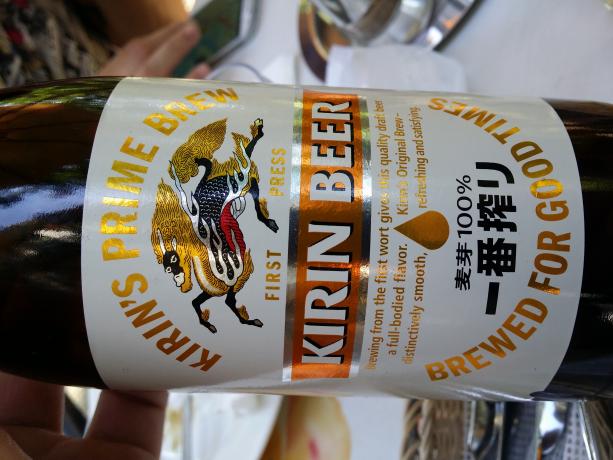 KIRIN'S PRIME BREW
FIRST PRESS
KIRIN BEER
Brewing from the first wort gives this quality draft beer
a full-bodied flavor. Kirin's Original Brew-
distinctively smooth, refreshing and satisfying.
麦芽100%
一番搾り
BREWED FOR GOOD TIMES